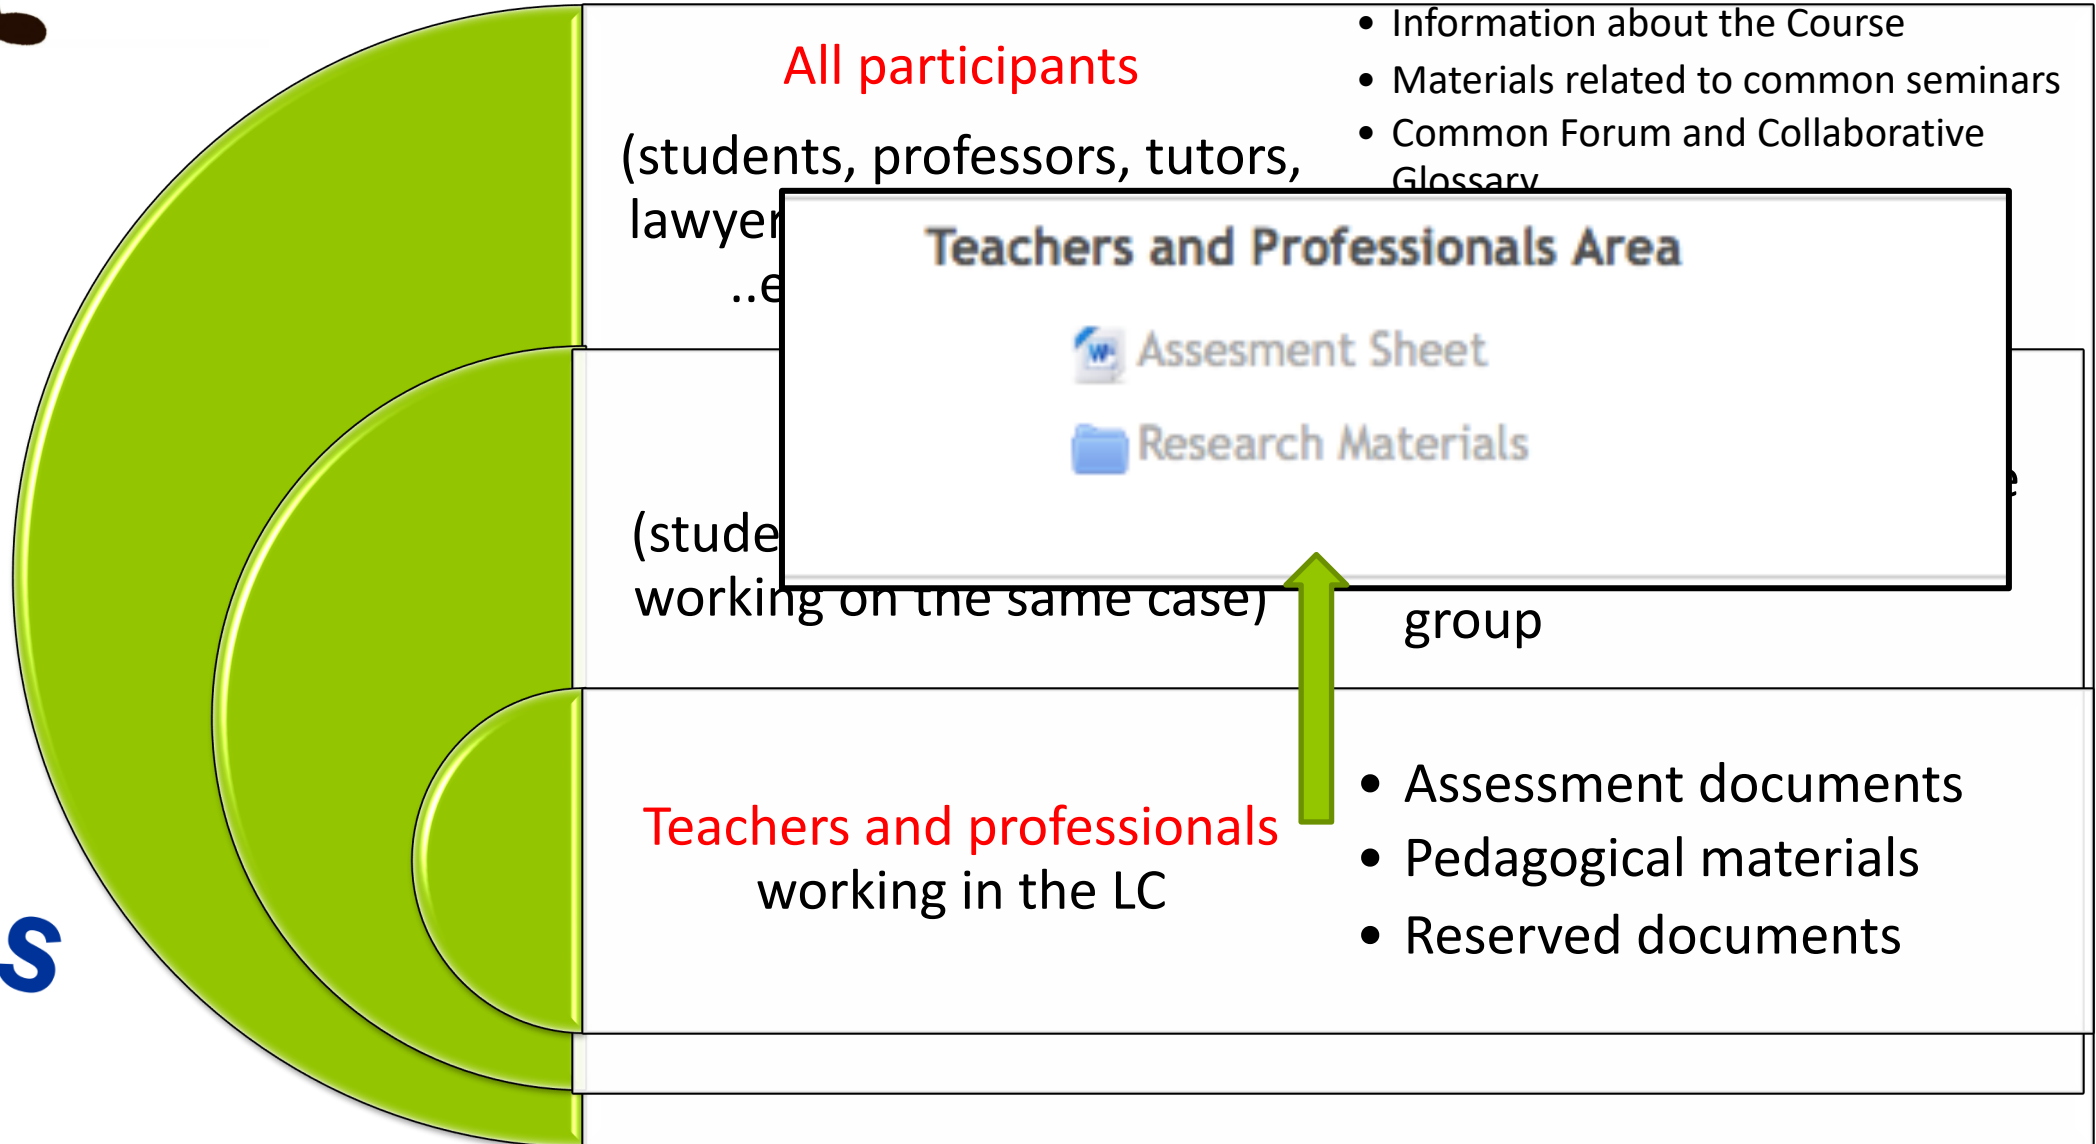 All participants
(students, professors, tutors,
lawyer
..e
• Information about the Course
• Materials related to common seminars
• Common Forum and Collaborative
Glossary
Teachers and Professionals Area
Assesment Sheet
Research Materials
(stude
working on the same case)
e
group
Teachers and professionals
working in the LC
• Assessment documents
• Pedagogical materials
• Reserved documents
s